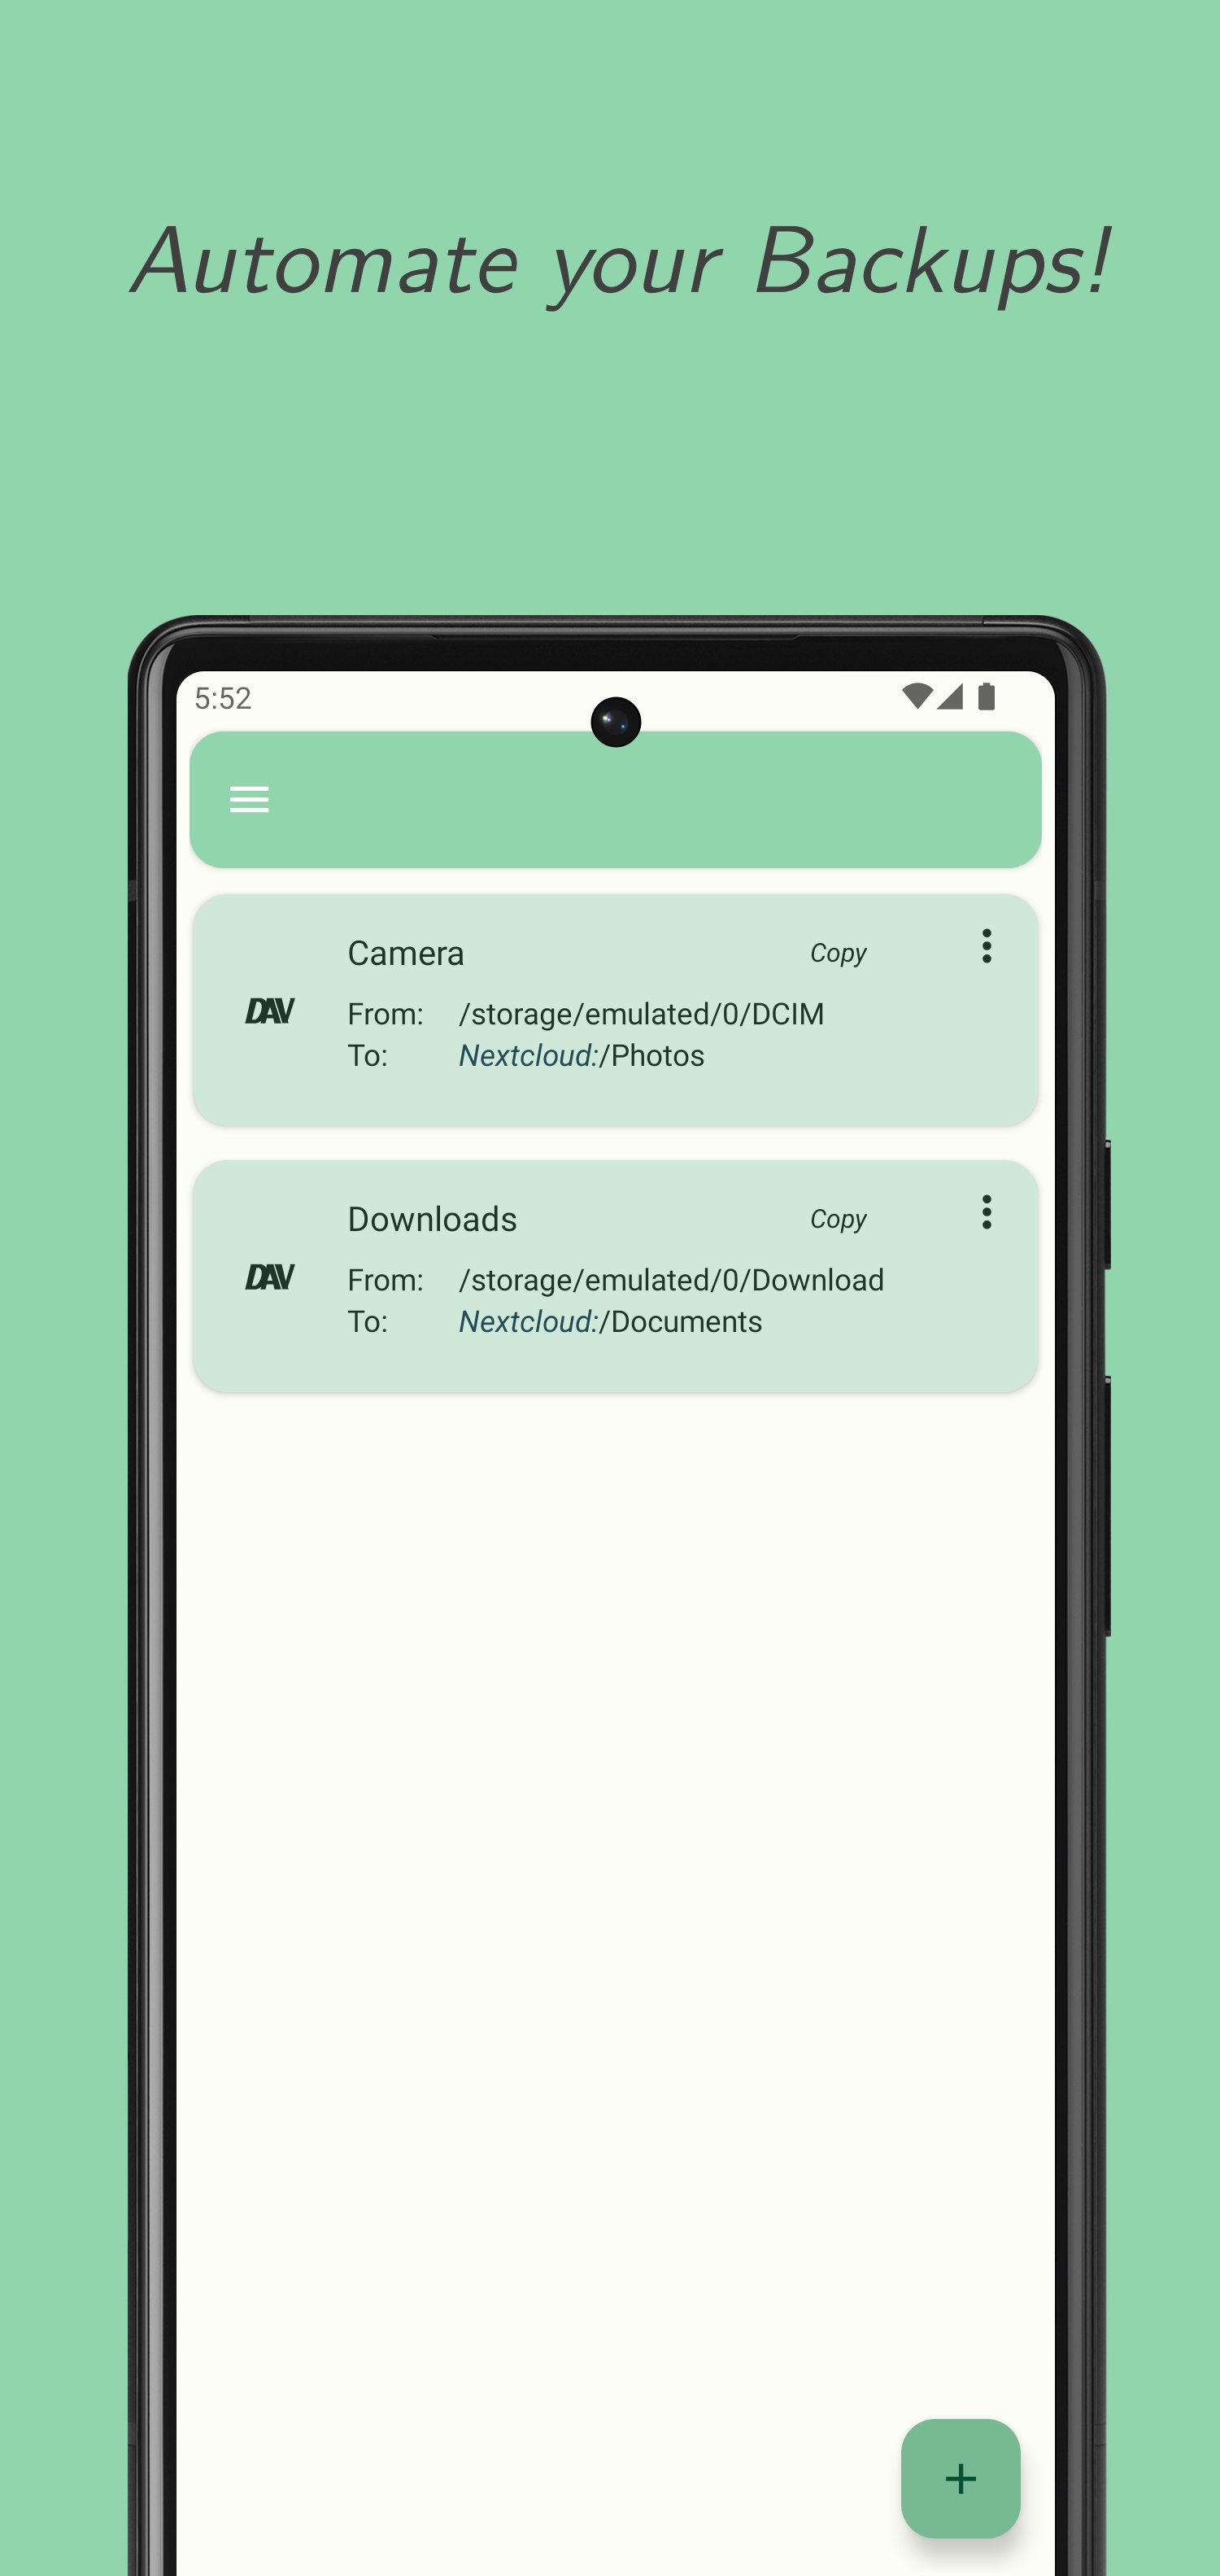 Automate your Backups!
5:52
Camera Copy
DAV
From: /storage/emulated/0/DCIM
To: Nextcloud:/Photos
Downloads Copy
DAV
From: /storage/emulated/0/Download
To: Nextcloud:/Documents